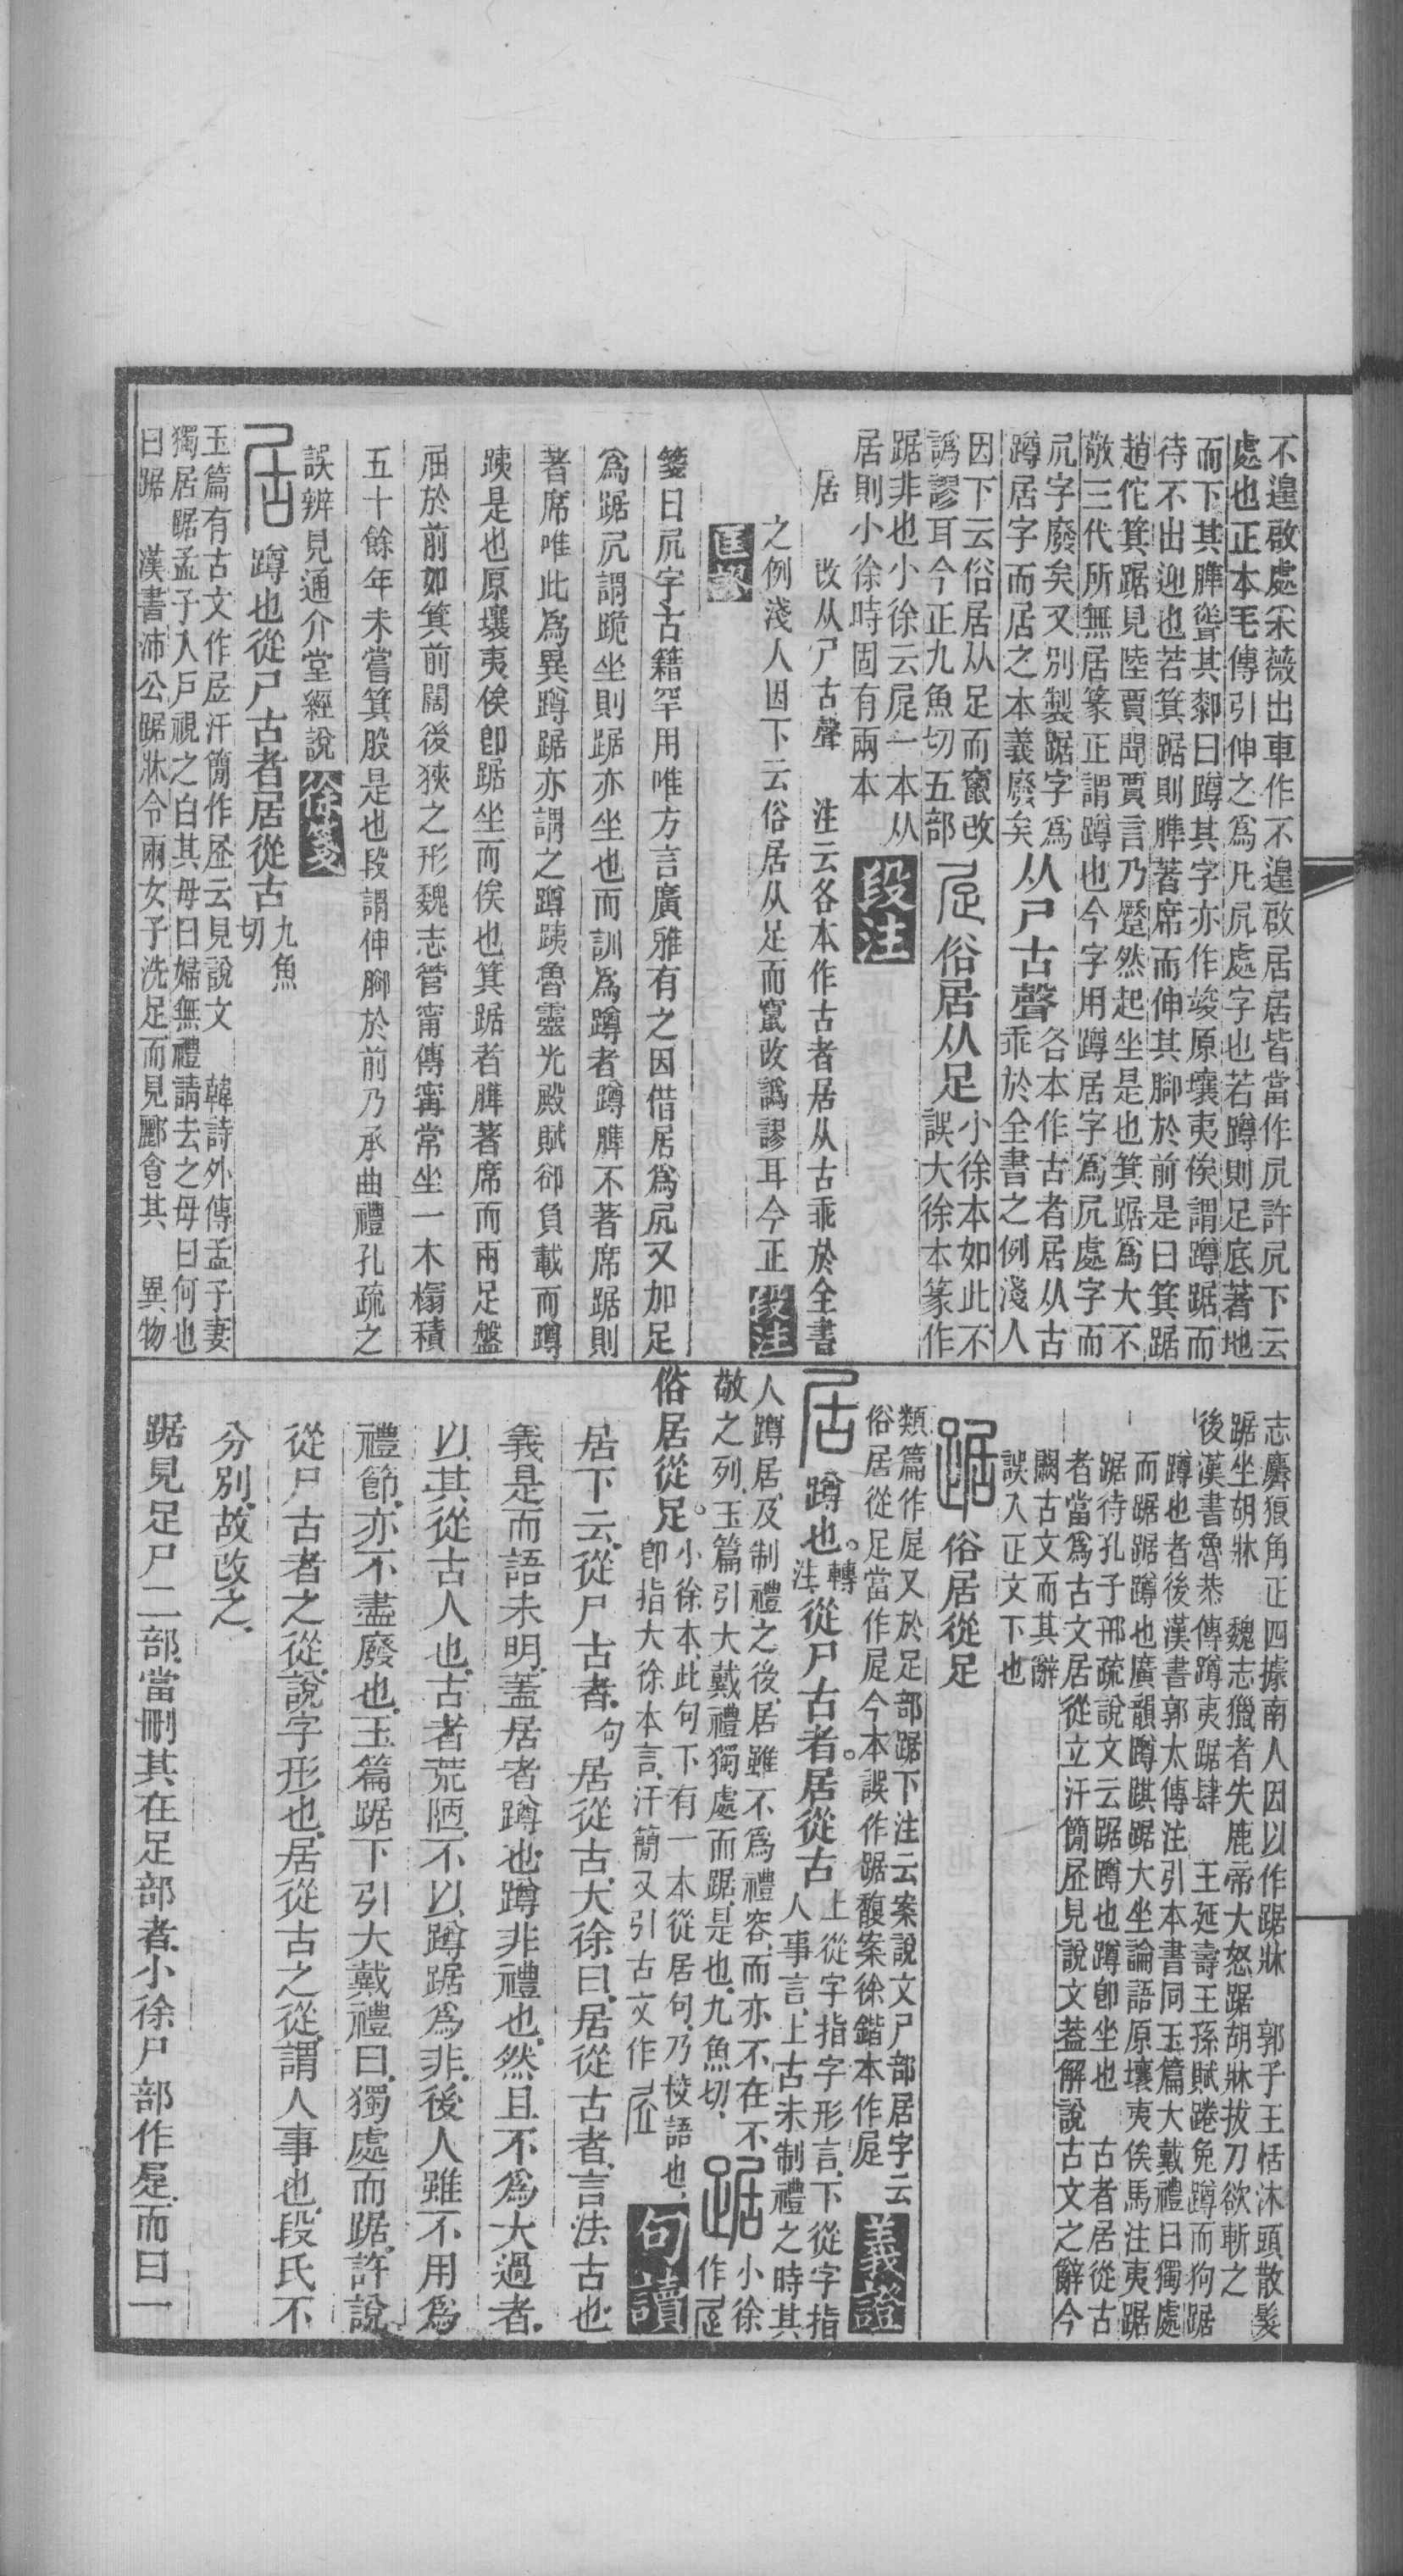 不遑啟處采薇出車作不遑啟居居皆當作凥許凥下云
處也正本毛傳引伸之爲凡凥處字也若蹲則足底著地
而下其脾聳其厀曰蹲其字亦作竣原壤夷俟謂蹲踞而
待不出迎也若箕踞則脾著席而伸其腳於前是曰箕踞
趙佗箕踞見陸賈聞賈言乃蹷然起坐是也箕踞爲大不
敬三代所無居篆正謂蹲也今字用蹲居字爲凥處字而
凥字廢矣又別製踞字爲
蹲居字而居之本義廢矣
从尸古聲
各本作古者居从古
乖於全書之例淺人
因下云俗居从足而竄改
譌謬耳今正九魚切五部
俗居从足
小徐本如此不
誤大徐本篆作
踞非也小徐云屍一本从
居則小徐時固有兩本
段注
居 改从尸古聲 注云各本作古者居从古乖於全書
之例淺人因下云俗居从足而竄改譌謬耳今正
段注
匡謬
箋曰凥字古籍罕用唯方言廣雅有之因借居爲凥又加足
爲踞凥謂跪坐則踞亦坐也而訓爲蹲者蹲脾不著席踞則
著席唯此爲異蹲踞亦謂之蹲跠魯靈光殿賦卻負載而蹲
跠是也原壤夷俟卽踞坐而俟也箕踞者脾著席而兩足盤
屈於前如箕前闊後狹之形魏志管甯傳甯常坐一木榻積
五十餘年未嘗箕股是也段謂伸腳於前乃承曲禮孔疏之
誤辨見通介堂經說
徐箋
居
蹲也從尸古者居從古
九魚
切
玉篇有古文作㞐汗簡作㞐云見說文 韓詩外傳孟子妻
獨居踞孟子入戶視之白其母曰婦無禮請去之母曰何也
曰踞 漢書沛公踞牀令兩女子洗足而見酈食其 異物
志麡狼角正四據南人因以作踞牀 郭子王恬沐頭散髮
踞坐胡牀 魏志獵者失鹿帝大怒踞胡牀拔刀欲斬之
後漢書魯恭傳蹲夷踞肆 王延壽王孫賦踡兔蹲而狗踞
蹲也者後漢書郭太傳注引本書同玉篇大戴禮曰獨處
而踞踞蹲也廣韻蹲踑踞大坐論語原壤夷俟馬注夷踞
踞待孔子邢疏說文云踞蹲也蹲卽坐也 古者居從古
者當爲古文居從立汗簡㞐見說文葢解說古文之辭今
闕古文而其辭
誤入正文下也
踞
俗居從足
類篇作屍又於足部踞下注云案說文尸部居字云
俗居從足當作屍今本誤作踞馥案徐鍇本作屍
義證
居
蹲也。
轉
注
從尸古者。居從古
上從字指字形言、下從字指
人事言、上古未制禮之時其
人蹲居、及制禮之後、居雖不爲禮容、而亦不在不
敬之列、玉篇引大戴禮獨處而踞、是也、九魚切、
踞
小徐
作
俗居從足。
小徐本、此句下有一本從居句、乃校語也、
卽指大徐本言、汗簡又引古文作
句讀
居下云、從尸古者、句居從古、大徐曰、居從古者、言法古也、
義是而語未明、蓋居者蹲也、蹲非禮也、然且不爲大過者、
以其從古人也、古者荒陋、不以蹲踞爲非、後人雖不用爲
禮節、亦不盡廢也、玉篇踞下引大戴禮曰、獨處而踞、許說
從尸古者之從、說字形也、居從古之從、謂人事也、段氏不
分別、故改之、
踞見足尸二部、當刪其在足部者、小徐尸部作屍、而曰一